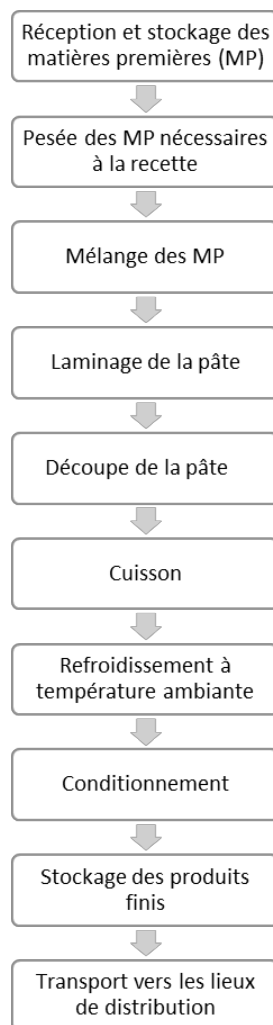 Réception et stockage des
matières premières (MP)
Pesée des MP nécessaires
à la recette
Mélange des MP
Laminage de la pâte
Découpe de la pâte
Cuisson
Refroidissement à
température ambiante
Conditionnement
Stockage des produits
finis
Transport vers les lieux
de distribution